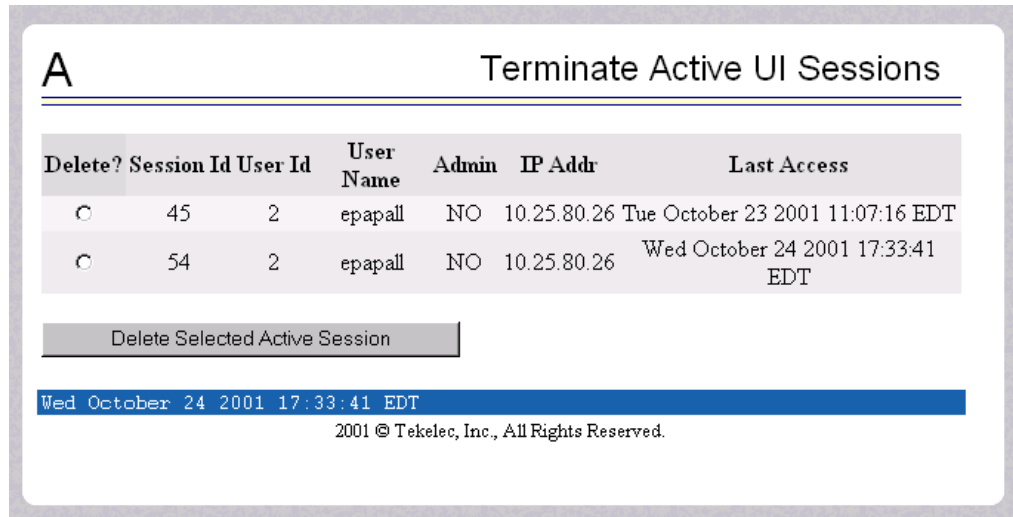 A Terminate Active UI Sessions
Delete? Session Id User Id User Name Admin IP Addr Last Access
45 2 epapall NO 10.25.80.26 Tue October 23 2001 11:07:16 EDT
54 2 epapall NO 10.25.80.26 Wed October 24 2001 17:33:41 EDT
Delete Selected Active Session
Wed October 24 2001 17:33:41 EDT
2001 © Tekelec, Inc., All Rights Reserved.